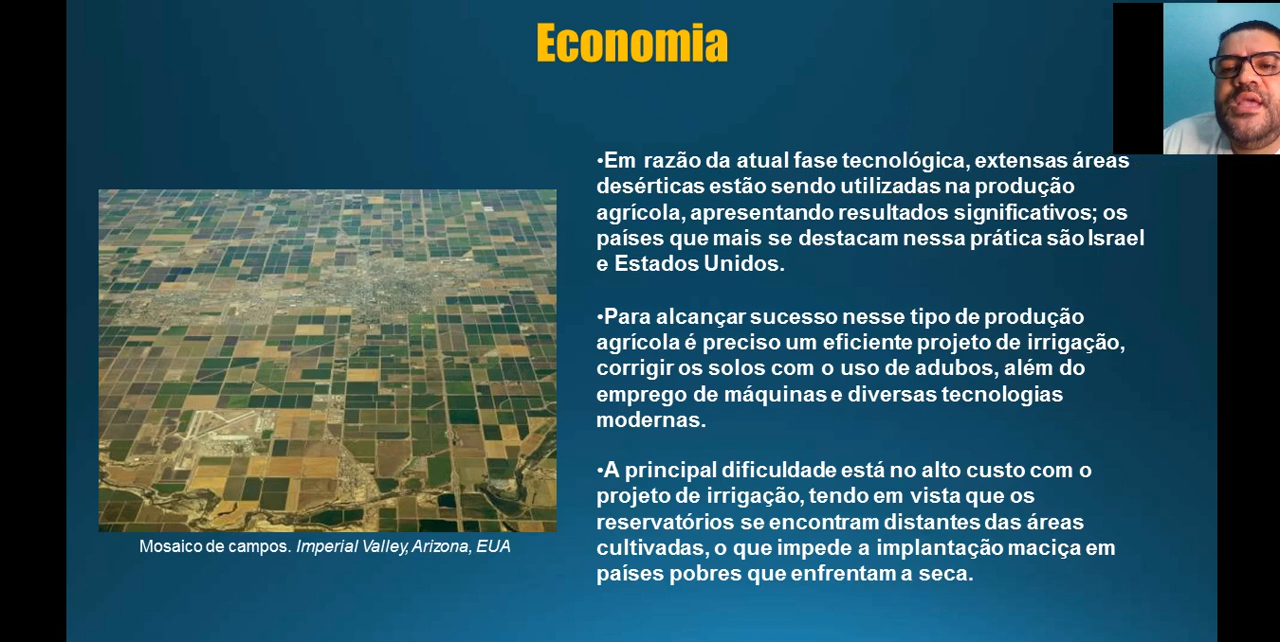 Economia
•Em razão da atual fase tecnológica, extensas áreas
desérticas estão sendo utilizadas na produção
agrícola, apresentando resultados significativos; os
países que mais se destacam nessa prática são Israel
e Estados Unidos.
•Para alcançar sucesso nesse tipo de produção
agrícola é preciso um eficiente projeto de irrigação,
corrigir os solos com o uso de adubos, além do
emprego de máquinas e diversas tecnologias
modernas.
•A principal dificuldade está no alto custo com o
projeto de irrigação, tendo em vista que os
reservatórios se encontram distantes das áreas
cultivadas, o que impede a implantação maciça em
países pobres que enfrentam a seca.
Mosaico de campos. Imperial Valley, Arizona, EUA